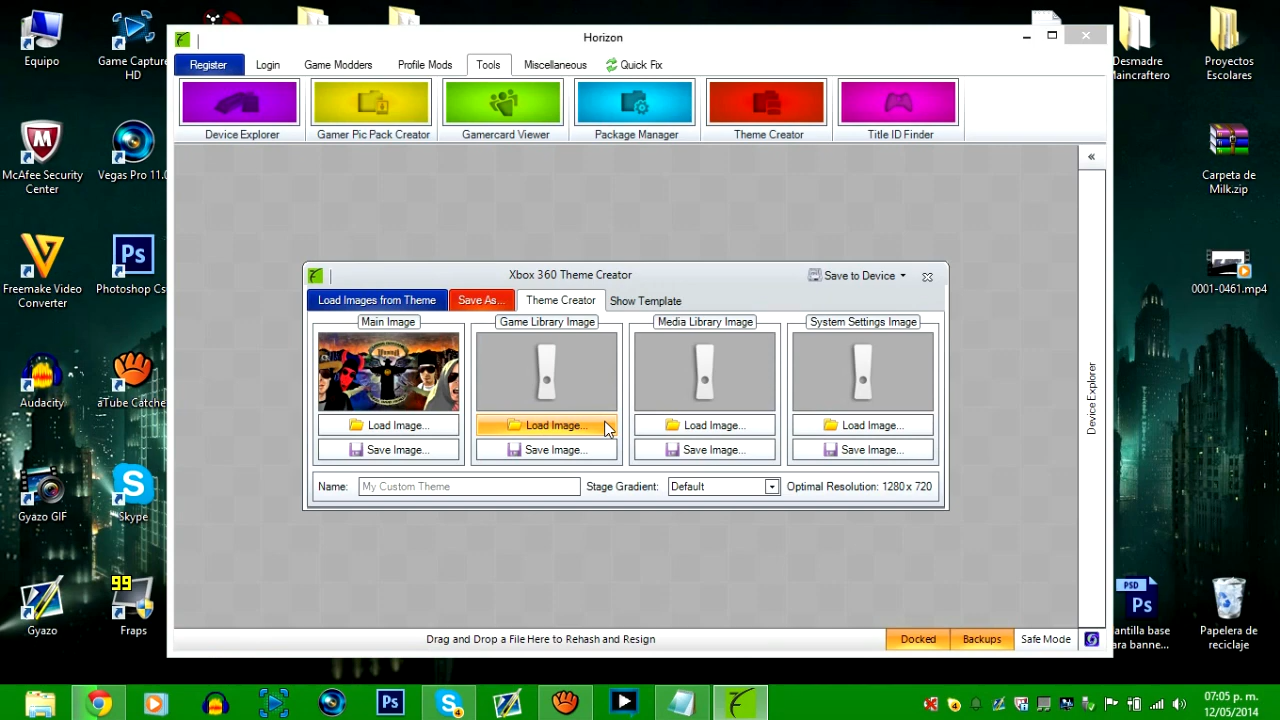 Equipo
Game Capture
HD
McAfee Security
Center
Vegas Pro 11.0
Freemake Video
Converter
Ps
Photoshop Cs
Audacity
aTube Catche
Gyazo GIF
Skype
99
Gyazo
Fraps
Horizon
Register
Login
Game Modders
Profile Mods
Tools
Miscellaneous
Quick Fix
Device Explorer
Gamer Pic Pack Creator
Gamercard Viewer
Package Manager
Theme Creator
Title ID Finder
«
Device Explorer
Xbox 360 Theme Creator
Save to Device
Load Images from Theme
Save As...
Theme Creator
Show Template
Main Image
Game Library Image
Media Library Image
System Settings Image
Load Image...
Load Image...
Load Image...
Load Image...
Save Image...
Save Image...
Save Image...
Save Image...
Name:
My Custom Theme
Stage Gradient:
Default
Optimal Resolution: 1280 x 720
Drag and Drop a File Here to Rehash and Resign
Docked
Backups
Safe Mode
Desmadre
Maincraftero
Proyectos
Escolares
Carpeta de
Milk.zip
0001-0461.mp4
PSD
Ps
antilla base
para banne...
Papelera de
reciclaje
Ps
4
07:05 p. m.
12/05/2014